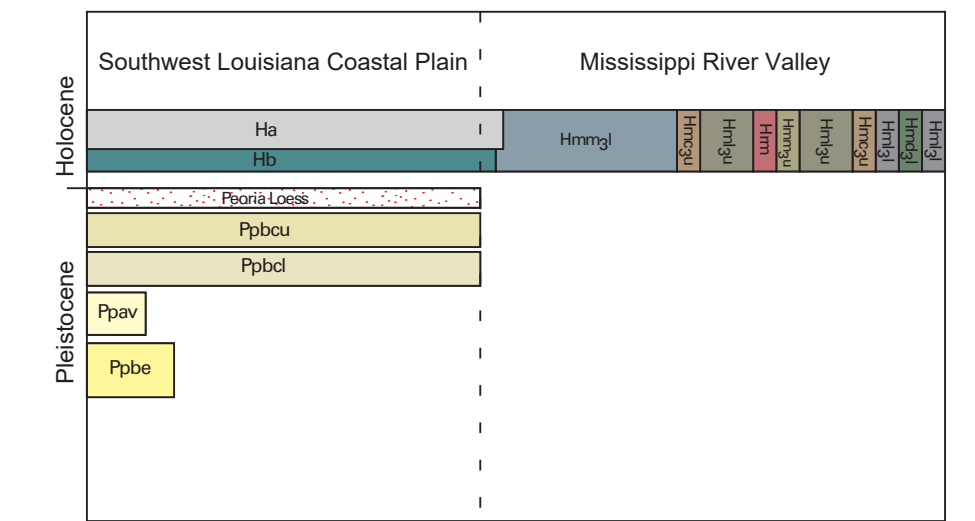 Southwest Louisiana Coastal Plain
Mississippi River Valley
Holocene
Ha
Hb
Hmm3l
Hmc3u
Hml3u
Hrm
Hmm3u
Hml3u
Hmc3u
Hml3l
Hmd3l
Hml3l
Pleistocene
Peoria Loess
Ppbcu
Ppbcl
Ppav
Ppbe